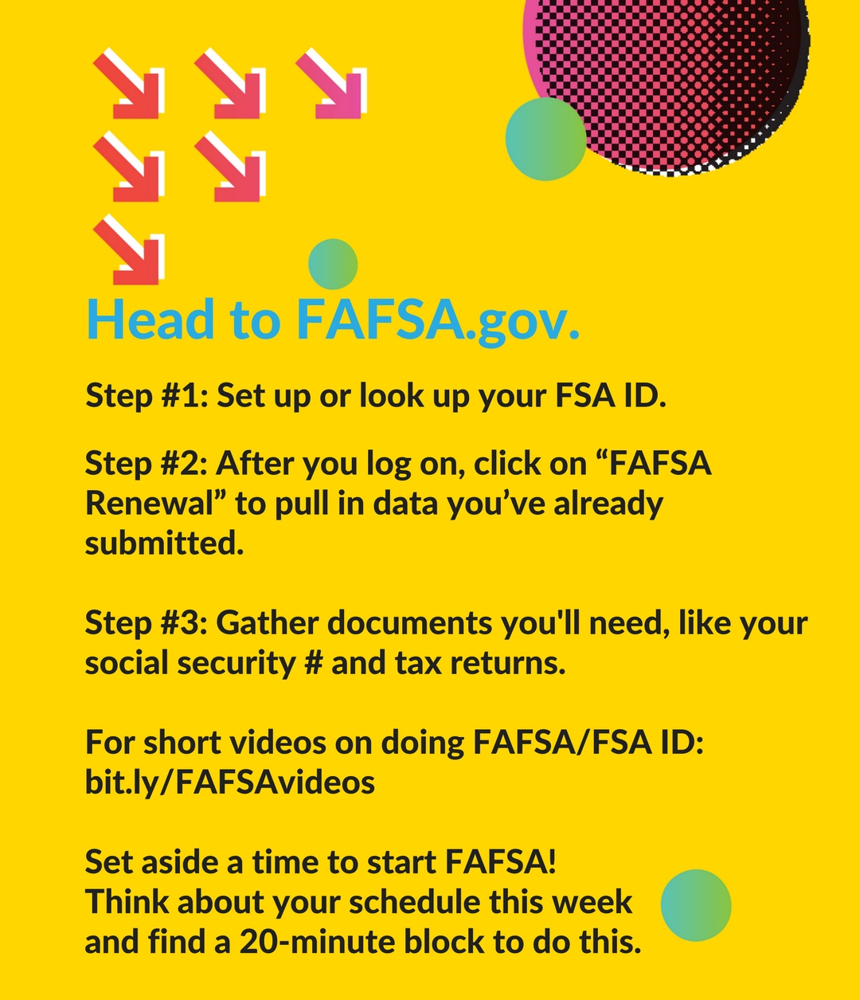 Head to FAFSA.gov.
Step #1: Set up or look up your FSA ID.
Step #2: After you log on, click on “FAFSA
Renewal” to pull in data you’ve already
submitted.
Step #3: Gather documents you'll need, like your
social security # and tax returns.
For short videos on doing FAFSA/FSA ID:
bit.ly/FAFSAvideos
Set aside a time to start FAFSA!
Think about your schedule this week
and find a 20-minute block to do this.